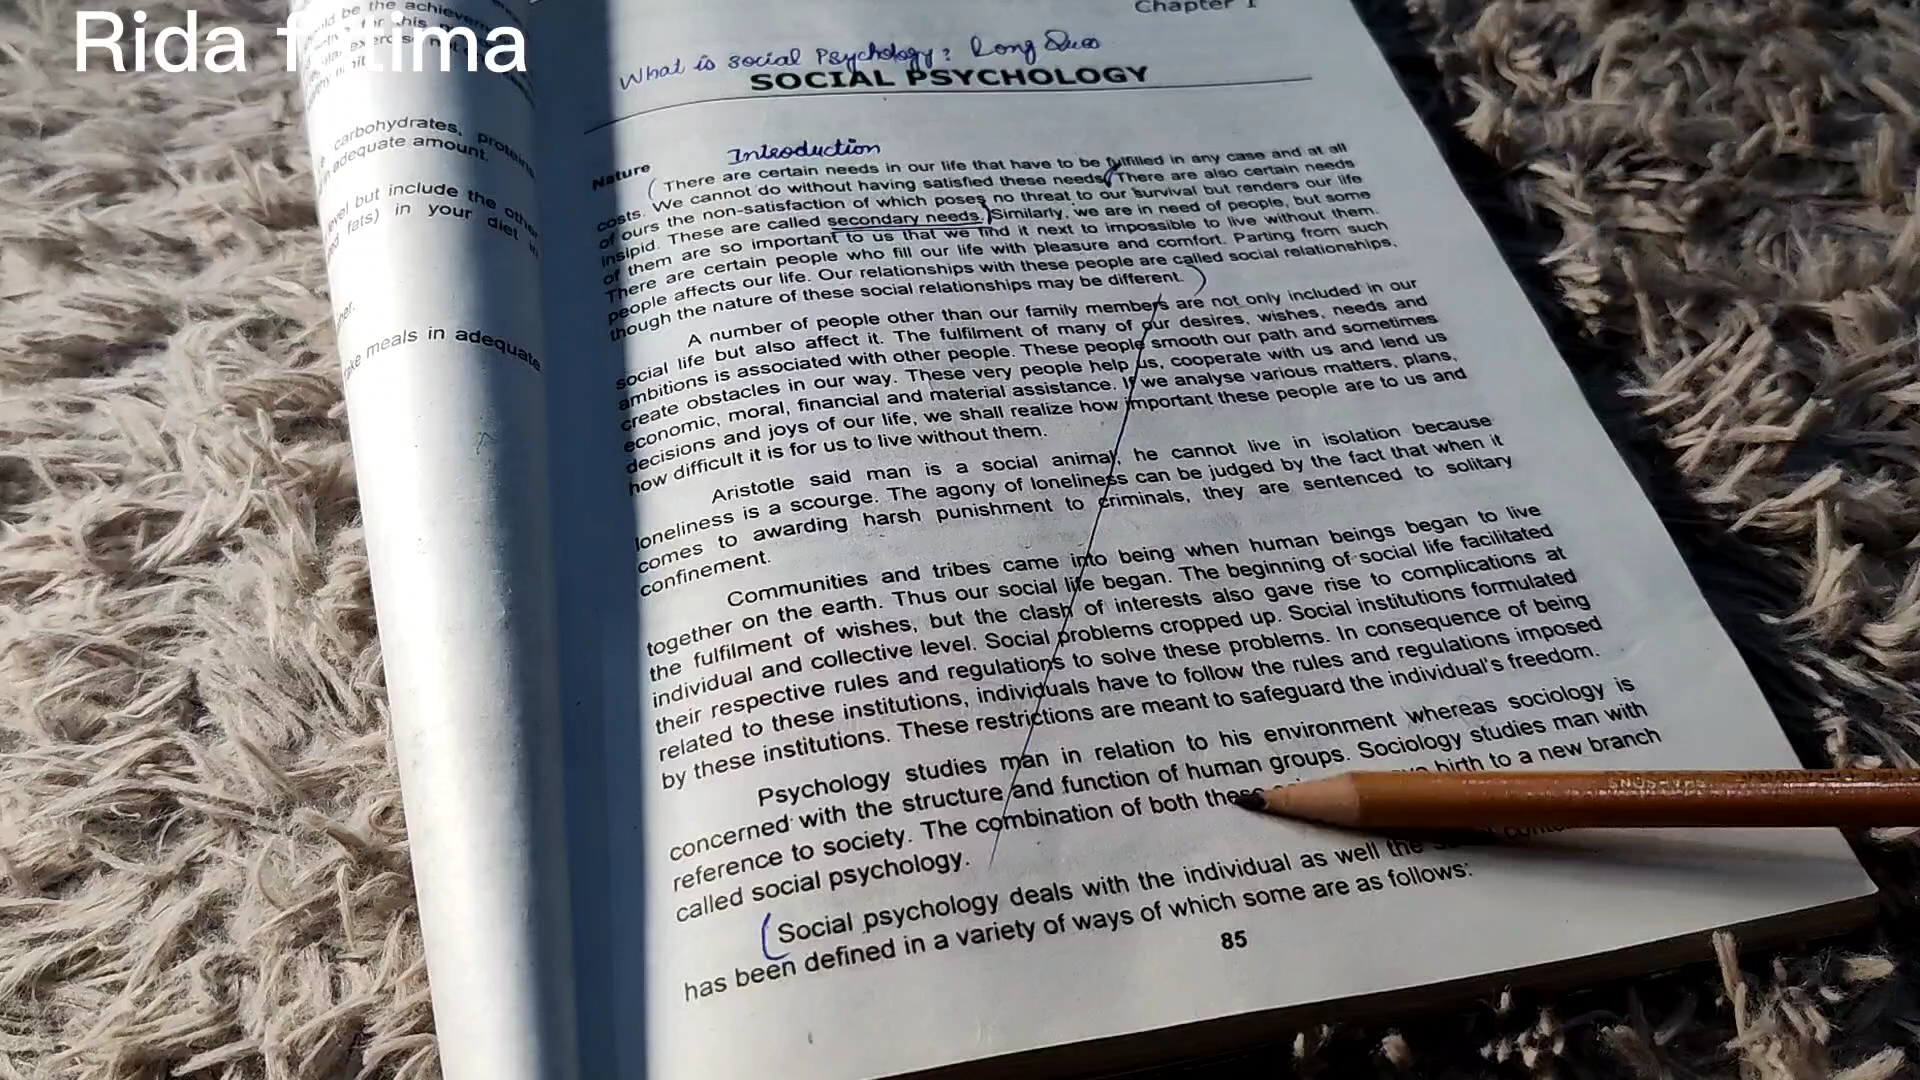 Rida fatima
be the achievem
for this
exercise not
carbohydrates, protein
adequate amount.
level but include the other
fats) in your diet in
take meals in adequate
Chapter 1
What is social Psychology? Long Ques
SOCIAL PSYCHOLOGY
Introduction
Nature
There are certain needs in our life that have to be fulfilled in any case and at all
costs. We cannot do without having satisfied these needs. There are also certain needs
of ours the non-satisfaction of which poses no threat to our survival but renders our life
insipid. These are called secondary needs. Similarly, we are in need of people, but some
of them are so important to us that we find it next to impossible to live without them.
There are certain people who fill our life with pleasure and comfort. Parting from such
people affects our life. Our relationships with these people are called social relationships,
though the nature of these social relationships may be different.
A number of people other than our family members are not only included in our
social life but also affect it. The fulfilment of many of our desires, wishes, needs and
ambitions is associated with other people. These people smooth our path and sometimes
create obstacles in our way. These very people help us, cooperate with us and lend us
economic, moral, financial and material assistance. If we analyse various matters, plans,
decisions and joys of our life, we shall realize how important these people are to us and
how difficult it is for us to live without them.
Aristotle said man is a social animal, he cannot live in isolation because
loneliness is a scourge. The agony of loneliness can be judged by the fact that when it
comes to awarding harsh punishment to criminals, they are sentenced to solitary
confinement.
Communities and tribes came into being when human beings began to live
together on the earth. Thus our social life began. The beginning of social life facilitated
the fulfilment of wishes, but the clash of interests also gave rise to complications at
individual and collective level. Social problems cropped up. Social institutions formulated
their respective rules and regulations to solve these problems. In consequence of being
related to these institutions, individuals have to follow the rules and regulations imposed
by these institutions. These restrictions are meant to safeguard the individual's freedom.
Psychology studies man in relation to his environment whereas sociology is
concerned with the structure and function of human groups. Sociology studies man with
reference to society. The combination of both these birth to a new branch
called social psychology.
Social psychology deals with the individual as well the
has been defined in a variety of ways of which some are as follows:
85